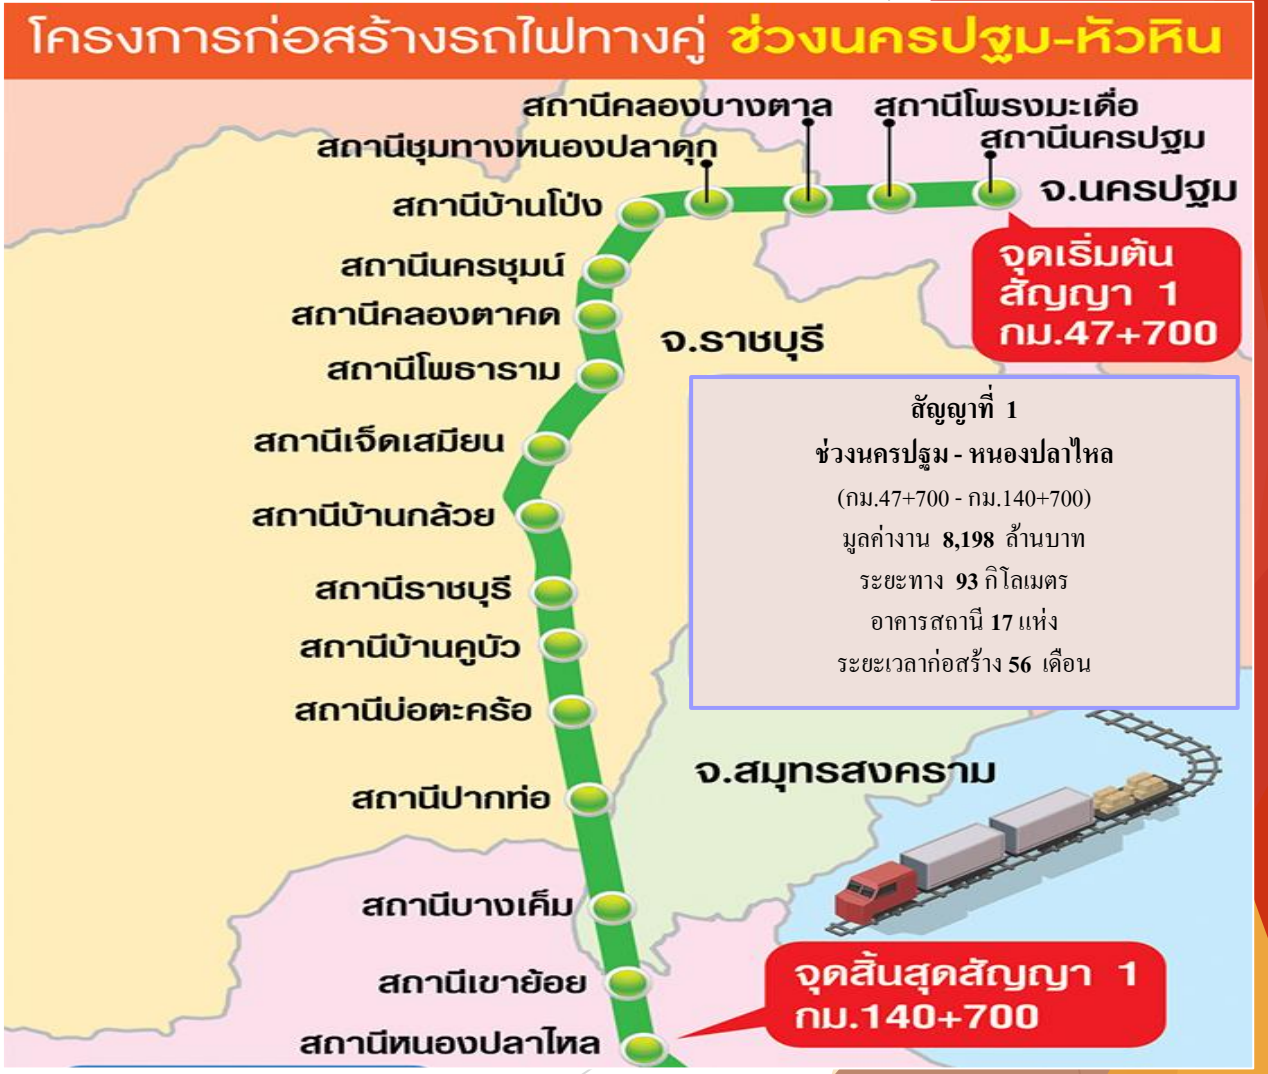 โครงการก่อสร้างรถไฟทางคู่ ช่วงนครปฐม-หัวหิน
สถานีคลองบางตาล
สถานีโพรงมะเดื่อ
สถานีชุมทางหนองปลาดุก
สถานีนครปฐม
สถานีบ้านโป่ง
จ.นครปฐม
จุดเริ่มต้น
สัญญา 1
กม.47+700
สถานีนครชุมน์
สถานีคลองตาคด
จ.ราชบุรี
สถานีโพธาราม
สถานีเจ็ดเสมียน
สถานีบ้านกล้วย
สถานีราชบุรี
สถานีบ้านคูบัว
สถานีบ่อตะคร้อ
สัญญาที่ 1
ช่วงนครปฐม - หนองปลาไหล
(กม.47+700 - กม.140+700)
มูลค่างาน 8,198 ล้านบาท
ระยะทาง 93 กิโลเมตร
อาคารสถานี 17 แห่ง
ระยะเวลาก่อสร้าง 56 เดือน
จ.สมุทรสงคราม
สถานีปากท่อ
สถานีบางเค็ม
สถานีเขาย้อย
สถานีหนองปลาไหล
จุดสิ้นสุดสัญญา 1
กม.140+700